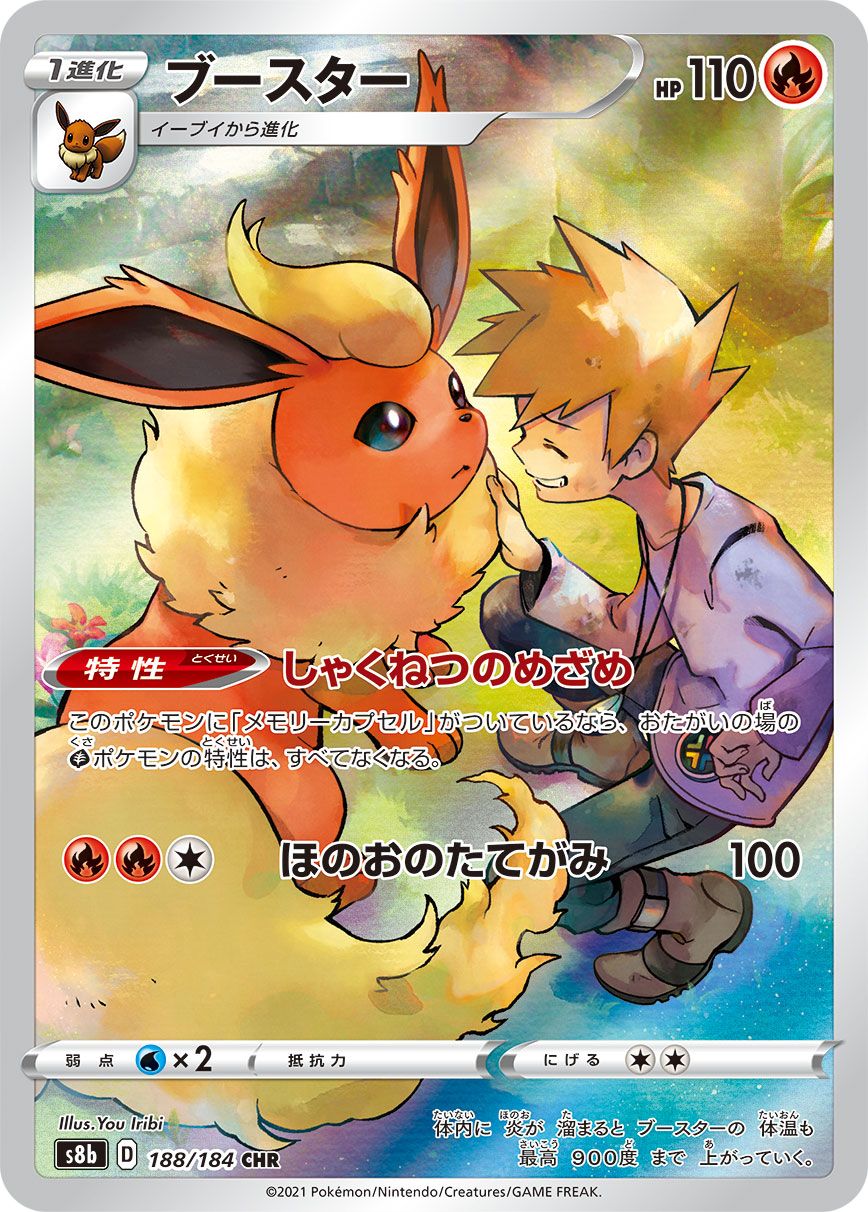 1進化
ブースター
HP 110
イーブイから進化
特性 とくせい
しゃくねつのめざめ
このポケモンに「メモリーカプセル」がついているなら、おたがいの場ばの
くさポケモンの特性とくせいは、すべてなくなる。
ほのおのたてがみ 100
弱点 ×2 抵抗力 にげる
Illus. You Iribi
体内たいないに 炎ほのおが 溜たまると ブースターの 体温たいおんも
最高さいこう 900度どまで 上あがっていく。
s8b D 188/184 CHR
©2021 Pokémon/Nintendo/Creatures/GAME FREAK.